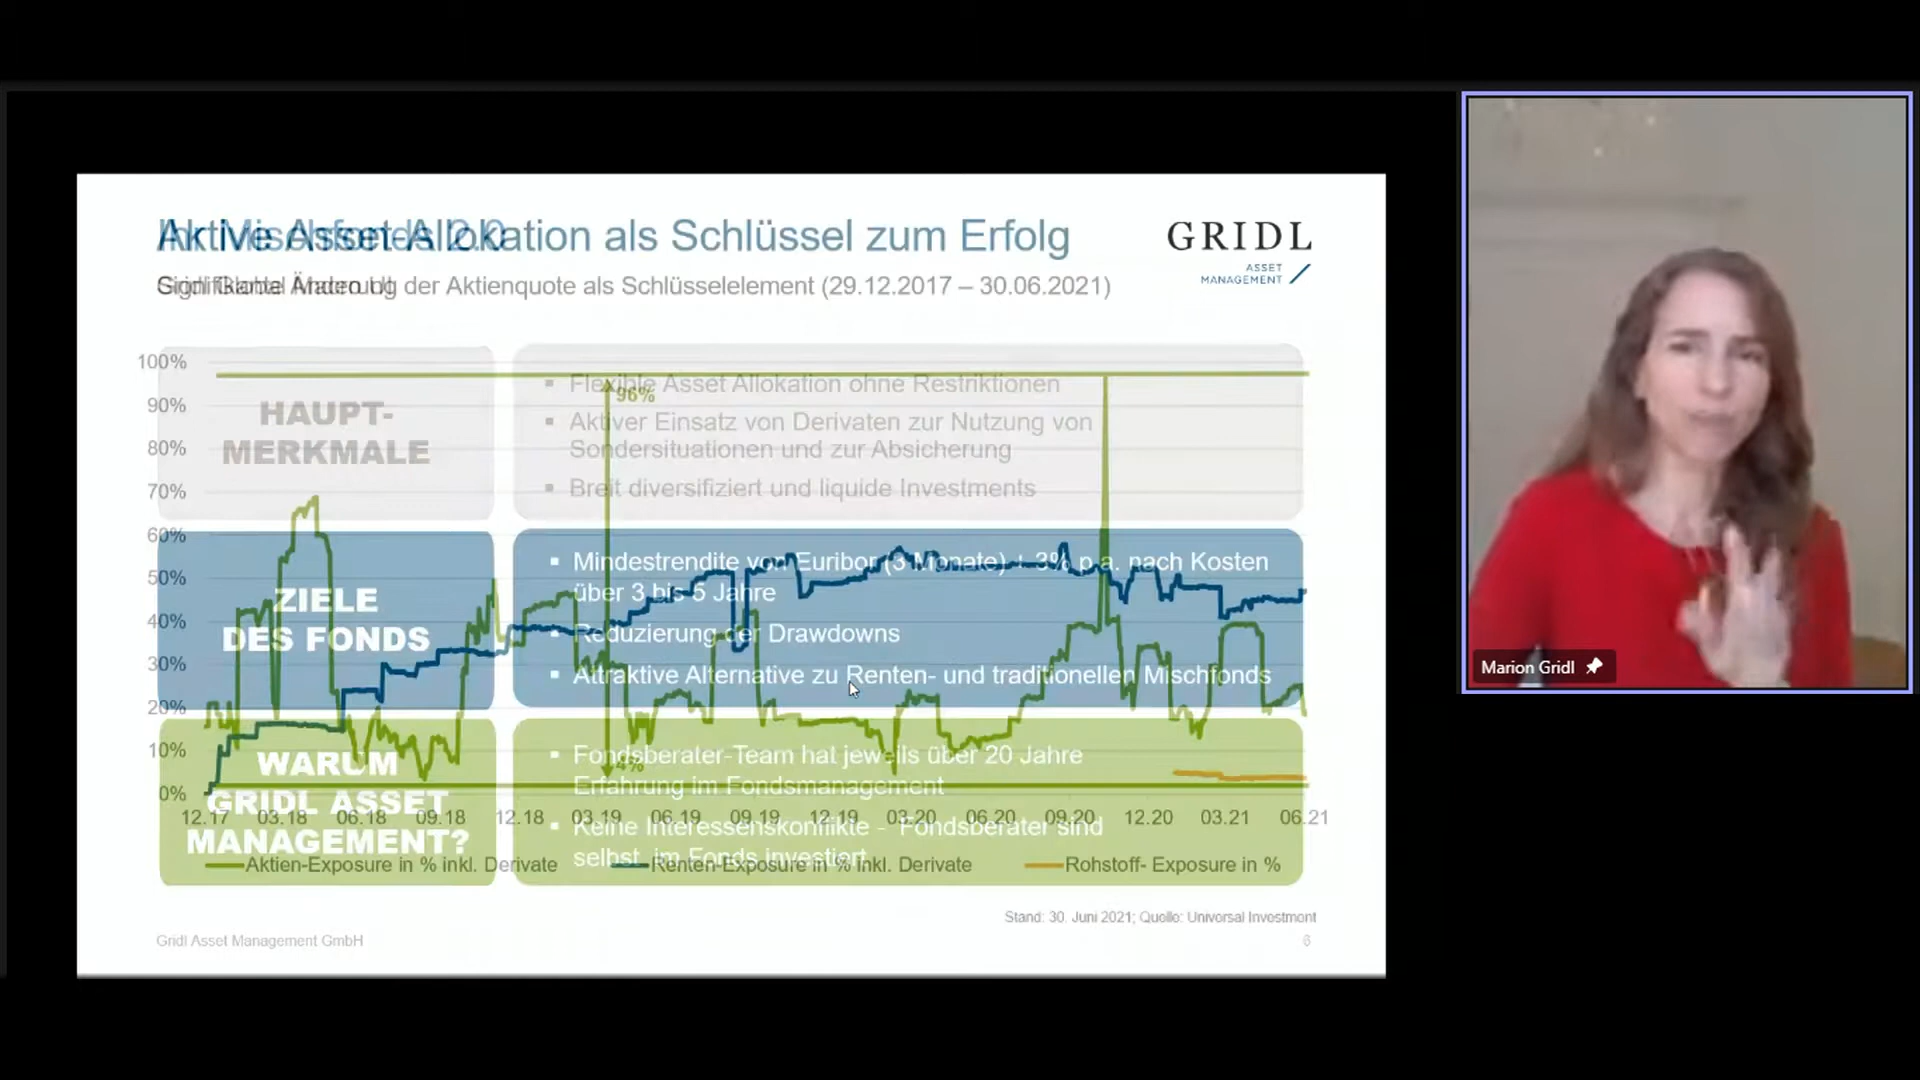 Aktive Asset-Allokation als Schlüssel zum Erfolg
Signifikante Änderung der Aktienquote als Schlüsselelement (29.12.2017 – 30.06.2021)
Gridl Global Macro UI
GRIDL
ASSET
MANAGEMENT
100%
90%
80%
70%
60%
50%
40%
30%
20%
10%
0%
96%
4%
HAUPT-
MERKMALE
▪ Flexible Asset Allokation ohne Restriktionen
▪ Aktiver Einsatz von Derivaten zur Nutzung von
Sondersituationen und zur Absicherung
▪ Breit diversifiziert und liquide Investments
ZIELE
DES FONDS
▪ Mindestrendite von Euribor (3 Monate) + 3% p.a. nach Kosten
über 3 bis 5 Jahre
▪ Reduzierung der Drawdowns
▪ Attraktive Alternative zu Renten- und traditionellen Mischfonds
WARUM
GRIDL ASSET
MANAGEMENT?
▪ Fondsberater-Team hat jeweils über 20 Jahre
Erfahrung im Fondsmanagement
▪ Keine Interessenskonflikte - Fondsberater sind
selbst im Fonds investiert
12.17 03.18 06.18 09.18 12.18 03.19 06.19 09.19 12.19 03.20 06.20 09.20 12.20 03.21 06.21
Aktien-Exposure in % inkl. Derivate
Renten-Exposure in % inkl. Derivate
Rohstoff- Exposure in %
Stand: 30. Juni 2021; Quelle: Universal Investment
Gridl Asset Management GmbH
6
Marion Gridl